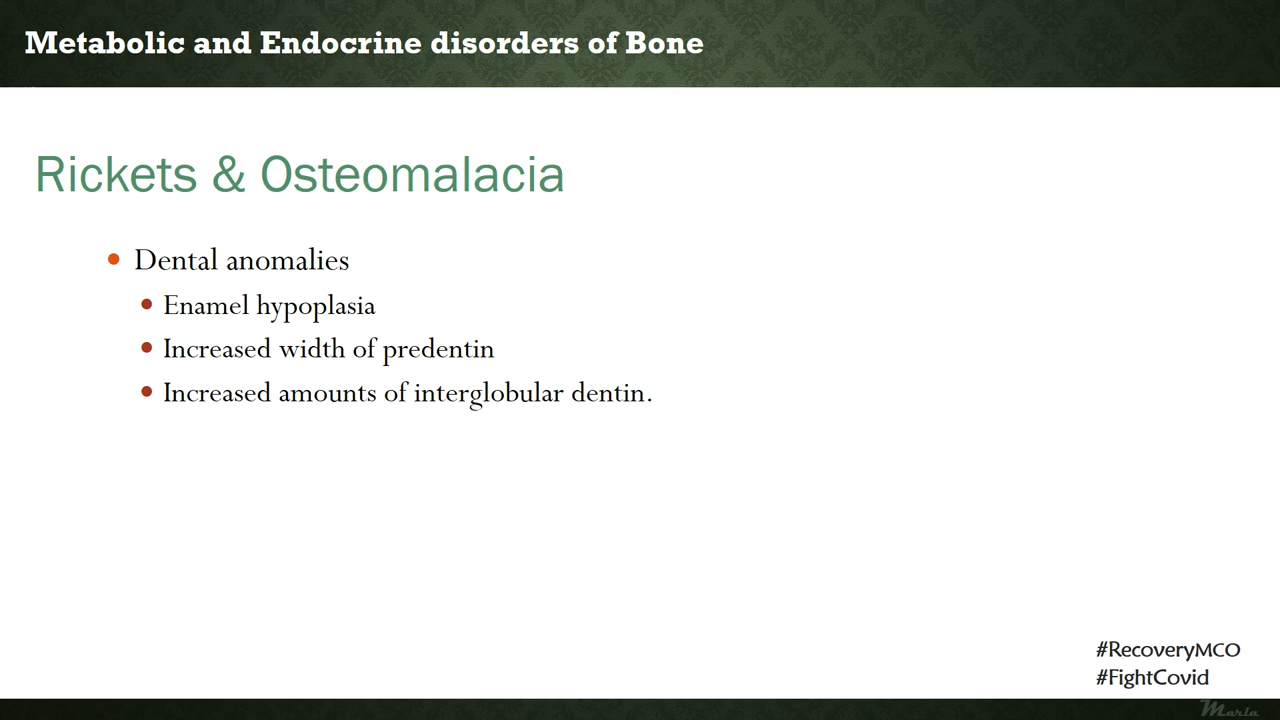 Metabolic and Endocrine disorders of Bone
Rickets & Osteomalacia
Dental anomalies
Enamel hypoplasia
Increased width of predentin
Increased amounts of interglobular dentin.
#RecoveryMCO
#FightCovid
Marla